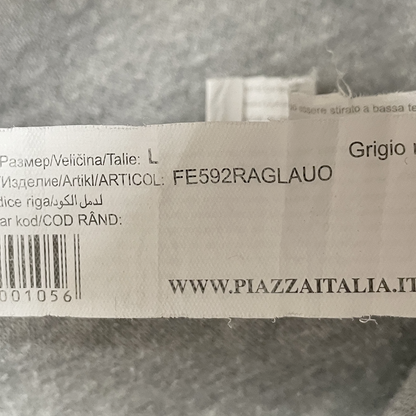 essere stirato a bassa te
Размер/Veličina/Talie: L
Grigio
/Изделие/Artikl/ARTICOL: FE592RAGLAUO
dice riga/لدمل الكود
ar kod/COD RÂND:
001056
WWW.PIAZZAITALIA.IT